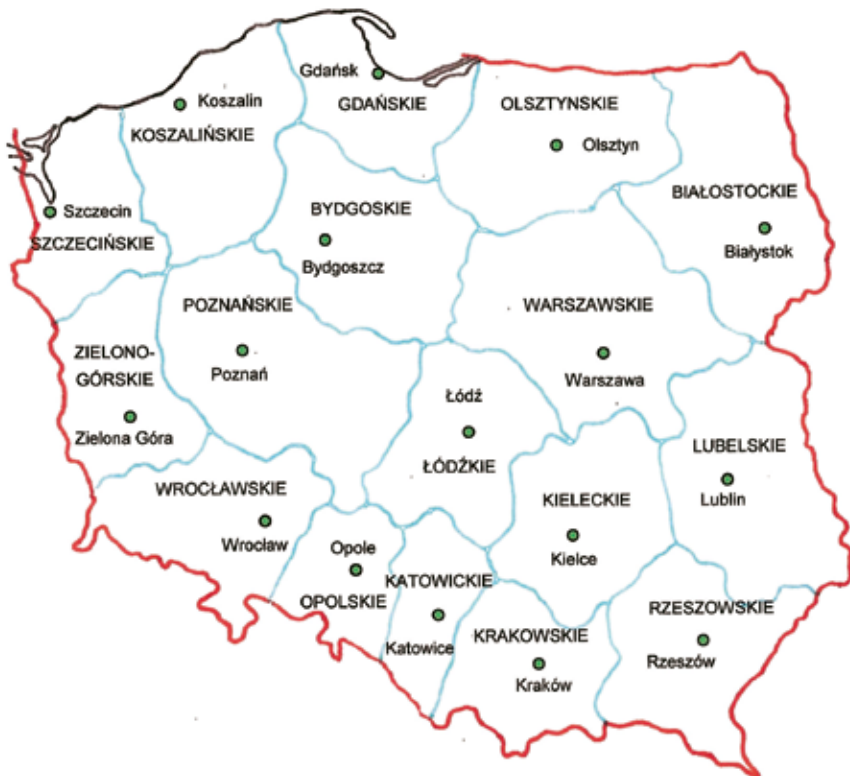 Gdańsk
GDAŃSKIE
Koszalin
KOSZALIŃSKIE
OLSZTYNSKIE
Olsztyn
Szczecin
SZCZECIŃSKIE
BYDGOSKIE
Bydgoszcz
BIAŁOSTOCKIE
Białystok
POZNAŃSKIE
Poznań
WARSZAWSKIE
Warszawa
ZIELONO-
GÓRSKIE
Zielona Góra
Łódź
ŁÓDŹKIE
LUBELSKIE
Lublin
WROCŁAWSKIE
Wrocław
KIELECKIE
Kielce
Opole
OPOLSKIE
KATOWICKIE
Katowice
KRAKOWSKIE
Kraków
RZESZOWSKIE
Rzeszów